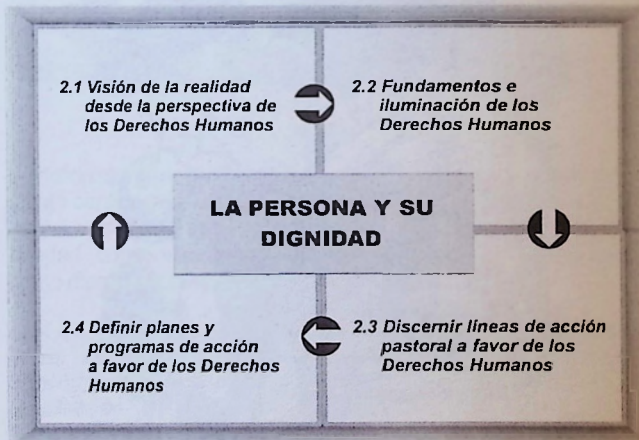 2.1 Visión de la realidad
desde la perspectiva de
los Derechos Humanos
2.2 Fundamentos e
iluminación de los
Derechos Humanos
LA PERSONA Y SU
DIGNIDAD
2.3 Discernir líneas de acción
pastoral a favor de los
Derechos Humanos
2.4 Definir planes y
programas de acción
a favor de los Derechos
Humanos